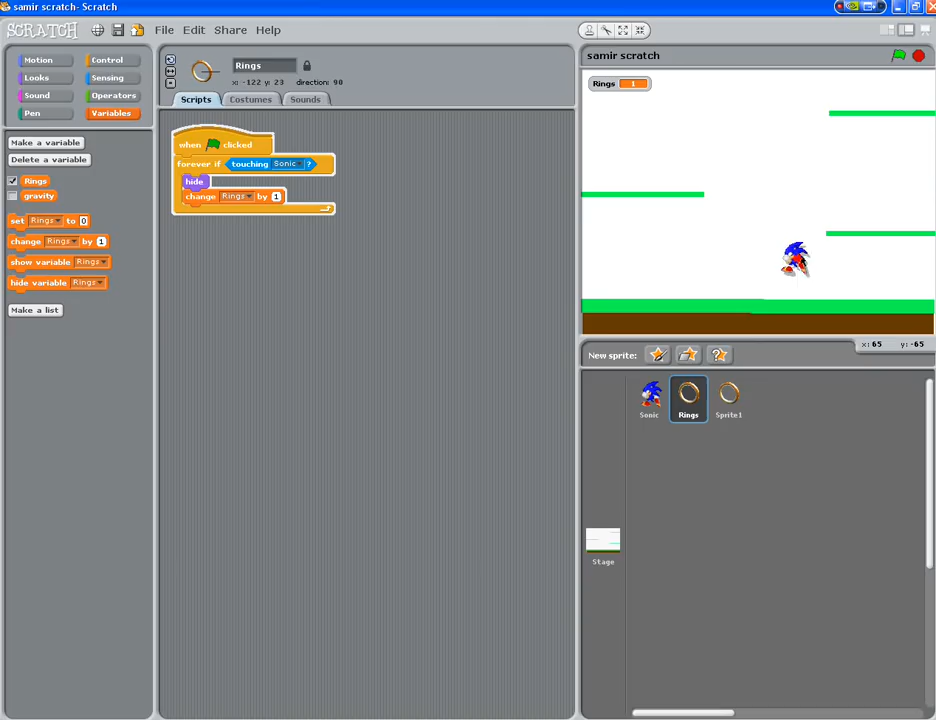 samir scratch- Scratch
SCRATCH
File Edit Share Help
Motion Control
Looks Sensing
Sound Operators
Pen Variables
Make a variable
Delete a variable
Rings
gravity
set Rings to 0
change Rings by 1
show variable Rings
hide variable Rings
Make a list
Rings
x: -122 y: 23 direction: 90
Scripts Costumes Sounds
when clicked
forever if touching Sonic ?
hide
change Rings by 1
samir scratch
Rings 1
x: 65 y: -65
New sprite:
Sonic
Rings
Sprite1
Stage